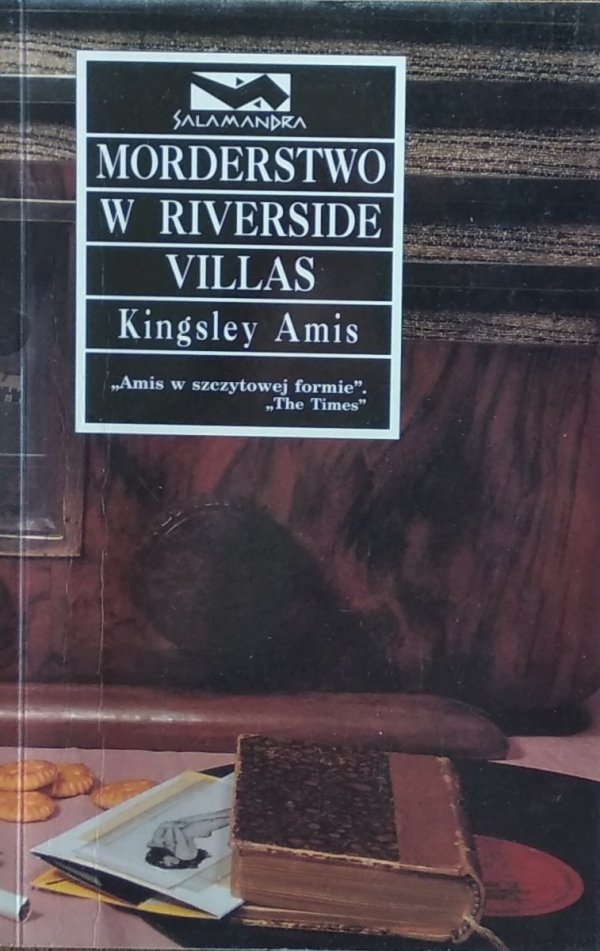 SALAMANDRA
MORDERSTWO
W RIVERSIDE
VILLAS
Kingsley Amis
„Amis w szczytowej formie”.
„The Times”